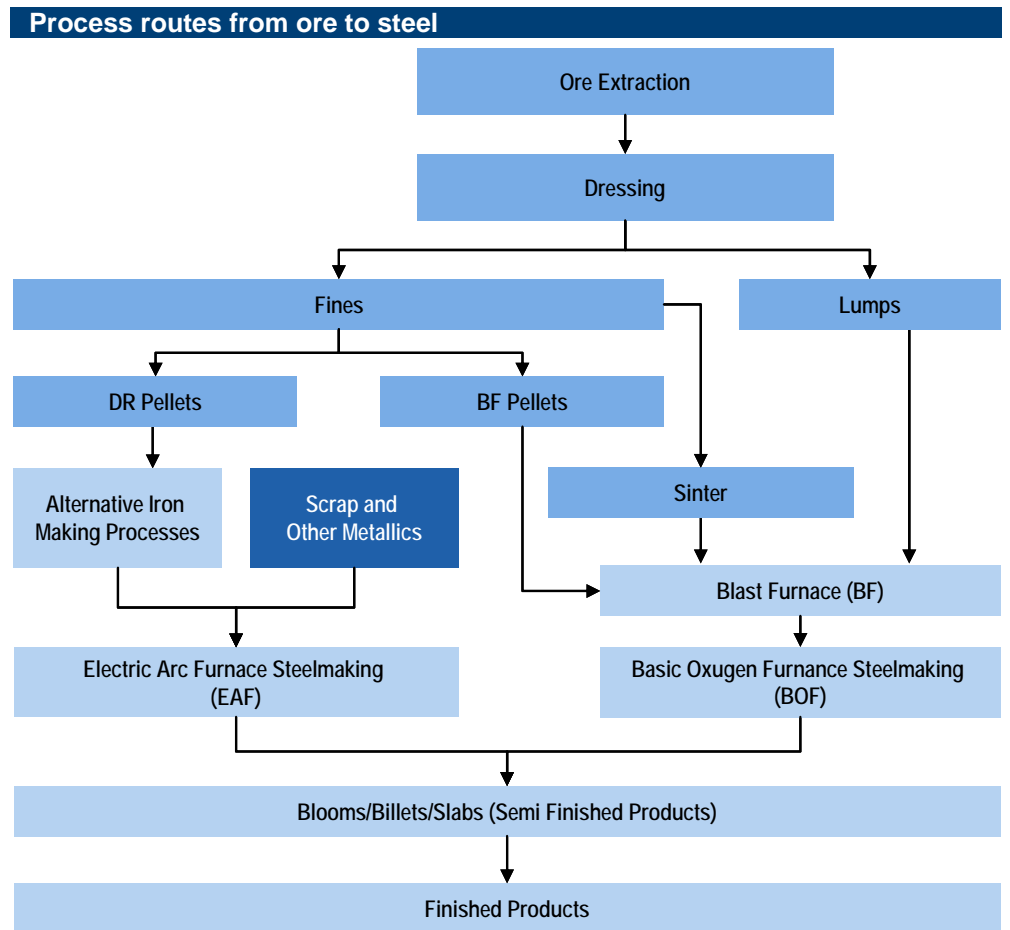 Process routes from ore to steel
Ore Extraction
Dressing
Fines
Lumps
DR Pellets
BF Pellets
Alternative Iron
Making Processes
Scrap and
Other Metallics
Sinter
Blast Furnace (BF)
Electric Arc Furnace Steelmaking
(EAF)
Basic Oxugen Furnance Steelmaking
(BOF)
Blooms/Billets/Slabs (Semi Finished Products)
Finished Products